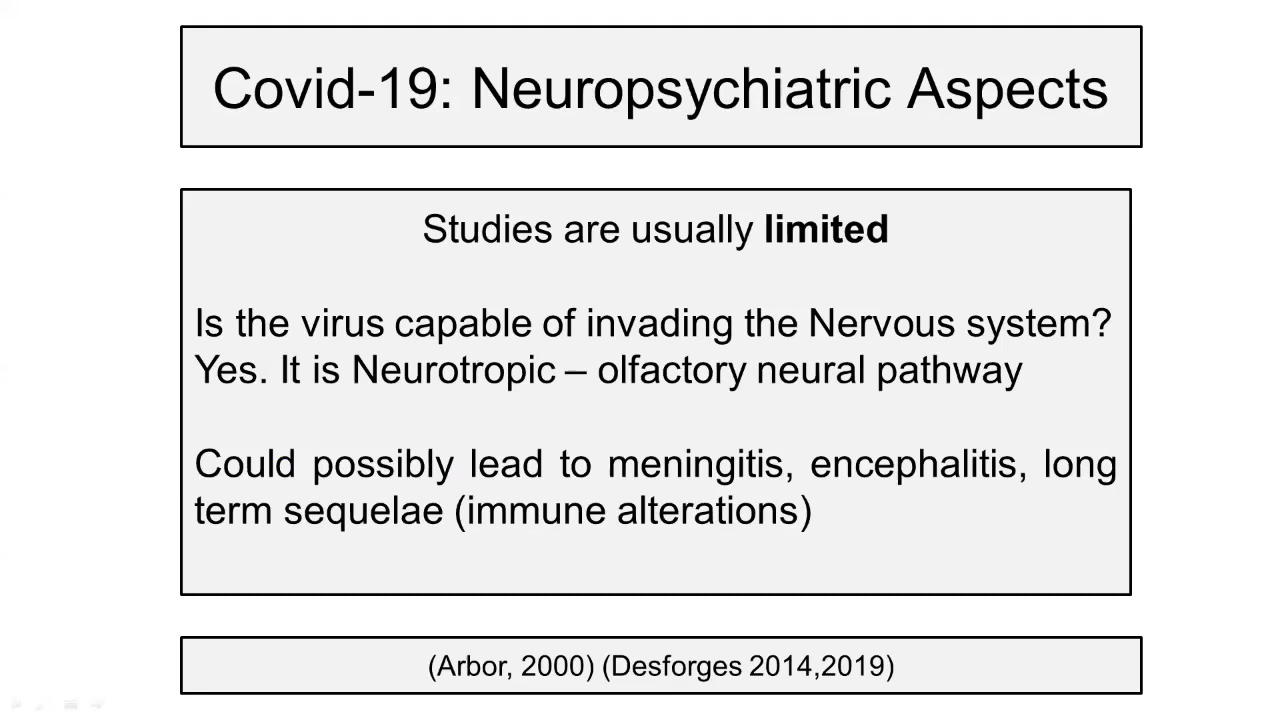 Covid-19: Neuropsychiatric Aspects
Studies are usually limited
Is the virus capable of invading the Nervous system?
Yes. It is Neurotropic – olfactory neural pathway
Could possibly lead to meningitis, encephalitis, long
term sequelae (immune alterations)
(Arbor, 2000) (Desforges 2014,2019)